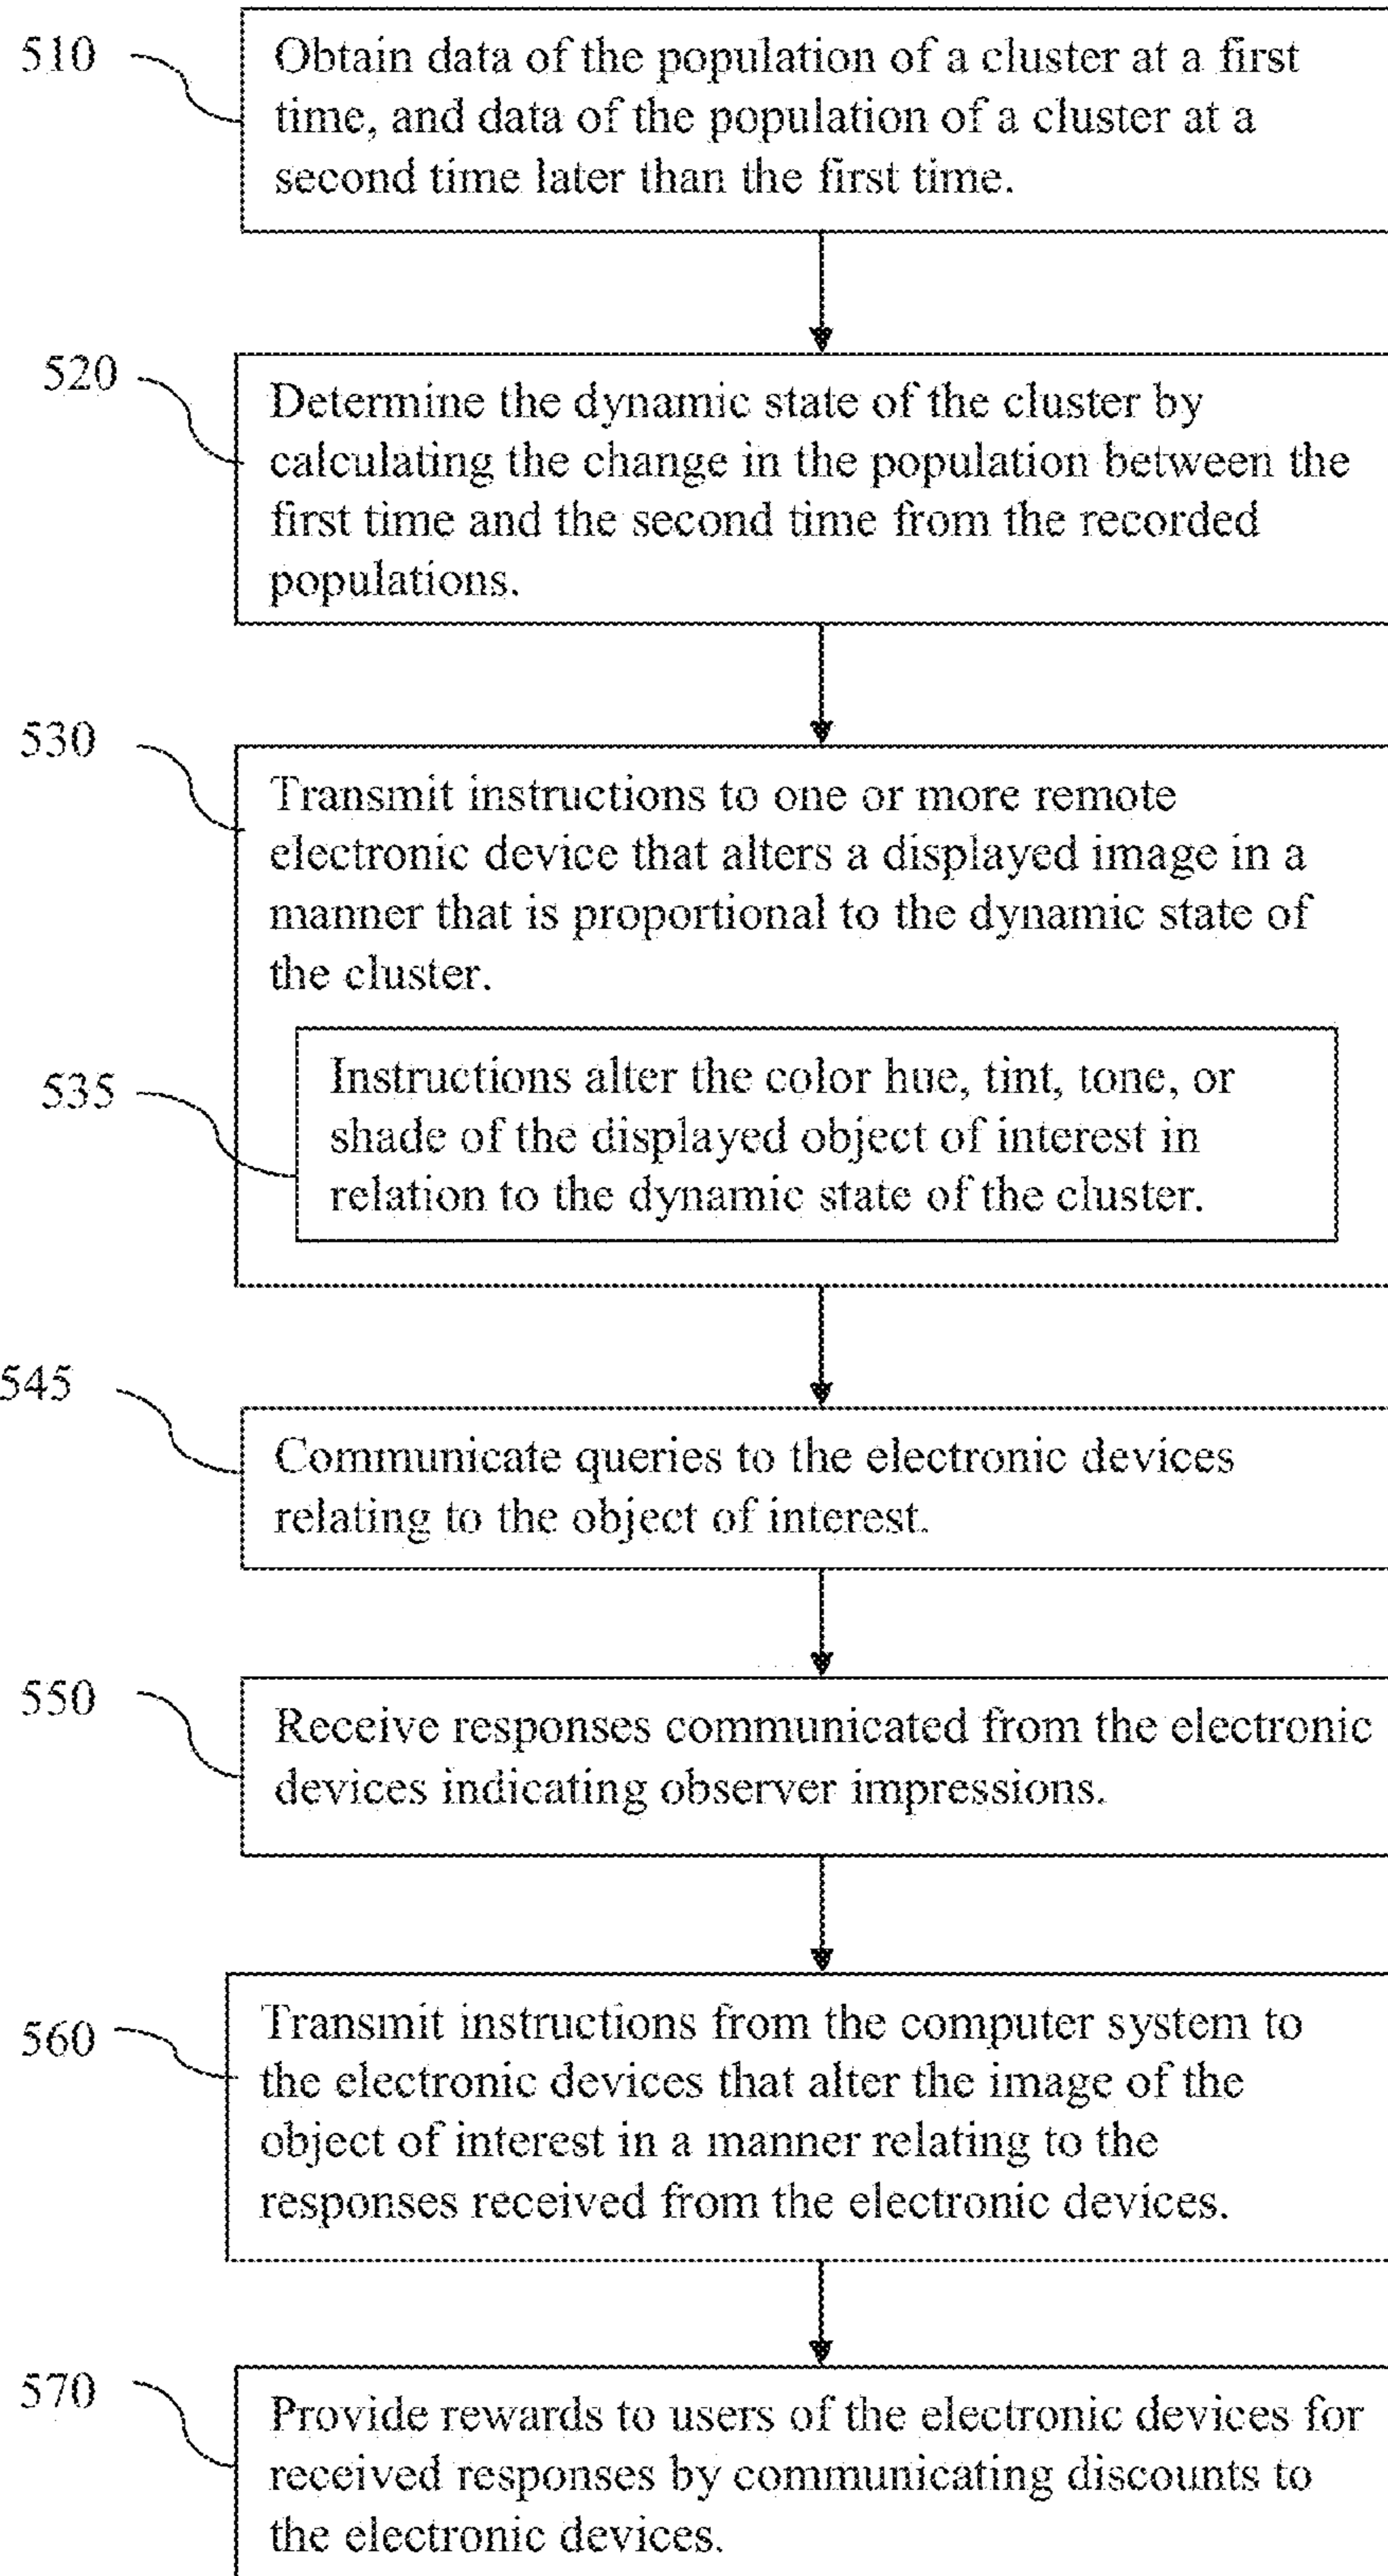 510
Obtain data of the population of a cluster at a first
time, and data of the population of a cluster at a
second time later than the first time.
520
Determine the dynamic state of the cluster by
calculating the change in the population between the
first time and the second time from the recorded
populations.
530
Transmit instructions to one or more remote
electronic device that alters a displayed image in a
manner that is proportional to the dynamic state of
the cluster.
535
Instructions alter the color hue, tint, tone, or
shade of the displayed object of interest in
relation to the dynamic state of the cluster.
545
Communicate queries to the electronic devices
relating to the object of interest.
550
Receive responses communicated from the electronic
devices indicating observer impressions.
560
Transmit instructions from the computer system to
the electronic devices that alter the image of the
object of interest in a manner relating to the
responses received from the electronic devices.
570
Provide rewards to users of the electronic devices for
received responses by communicating discounts to
the electronic devices.